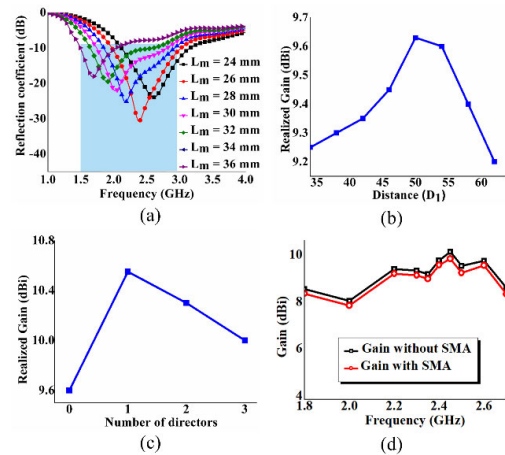 0
-10
-20
-30
-40
Reflection coefficient (dB)
Lm = 24 mm
Lm = 26 mm
Lm = 28 mm
Lm = 30 mm
Lm = 32 mm
Lm = 34 mm
Lm = 36 mm
1.0 1.5 2.0 2.5 3.0 3.5 4.0
Frequency (GHz)
(a)
9.7
9.6
9.5
9.4
9.3
9.2
Realized Gain (dBi)
35 40 45 50 55 60
Distance (D1)
(b)
10.8
10.4
10.0
9.6
Realized Gain (dBi)
0 1 2 3
Number of directors
(c)
10
8
6
4
Gain (dBi)
Gain without SMA
Gain with SMA
1.8 2.0 2.2 2.4 2.6
Frequency (GHz)
(d)